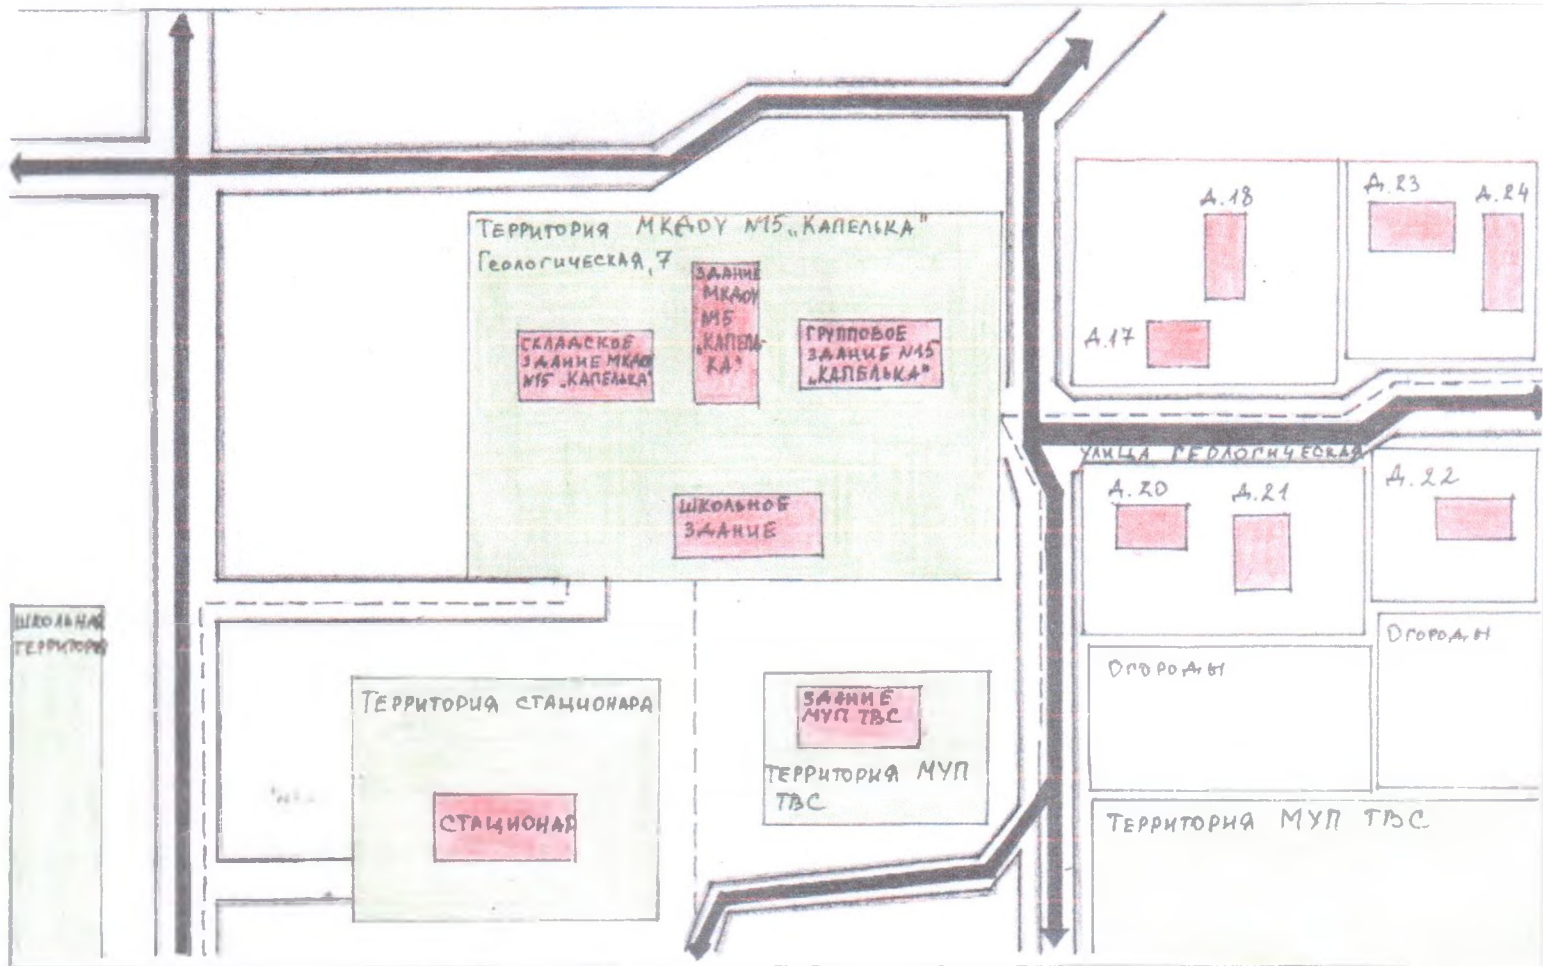 ТЕРРИТОРИЯ МКДОУ №15 „КАПЕЛЬКА"
ГЕОЛОГИЧЕСКАЯ, 7
ЗДАНИЕ
МКДОУ
№15
„КАПЕЛЬ-
КА"
СКЛАДСКОЕ
ЗДАНИЕ МКДОУ
№15 „КАПЕЛЬКА"
ГРУППОВОЕ
ЗДАНИЕ №15
„КАПЕЛЬКА"
ШКОЛЬНОЕ
ЗДАНИЕ
Д.18
Д.17
Д.23
Д.24
УЛИЦА ГЕОЛОГИЧЕСКАЯ
Д.20
Д.21
Д.22
ОГОРОДЫ
ОГОРОДЫ
ШКОЛЬНАЯ
ТЕРРИТОРИЯ
ТЕРРИТОРИЯ СТАЦИОНАРА
СТАЦИОНАР
ЗДАНИЕ
МУП ТВС
ТЕРРИТОРИЯ МУП
ТВС
ТЕРРИТОРИЯ МУП ТВС